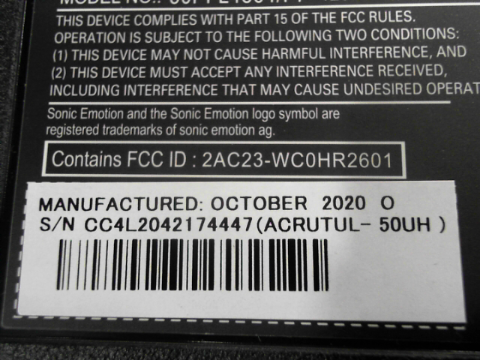 MODEL NO.:
THIS DEVICE COMPLIES WITH PART 15 OF THE FCC RULES.
OPERATION IS SUBJECT TO THE FOLLOWING TWO CONDITIONS:
(1) THIS DEVICE MAY NOT CAUSE HARMFUL INTERFERENCE, AND
(2) THIS DEVICE MUST ACCEPT ANY INTERFERENCE RECEIVED,
INCLUDING INTERFERENCE THAT MAY CAUSE UNDESIRED OPERAT
Sonic Emotion and the Sonic Emotion logo symbol are
registered trademarks of sonic emotion ag.
Contains FCC ID : 2AC23-WC0HR2601
MANUFACTURED: OCTOBER 2020 O
S/N CC4L2042174447(ACRUTUL- 50UH )